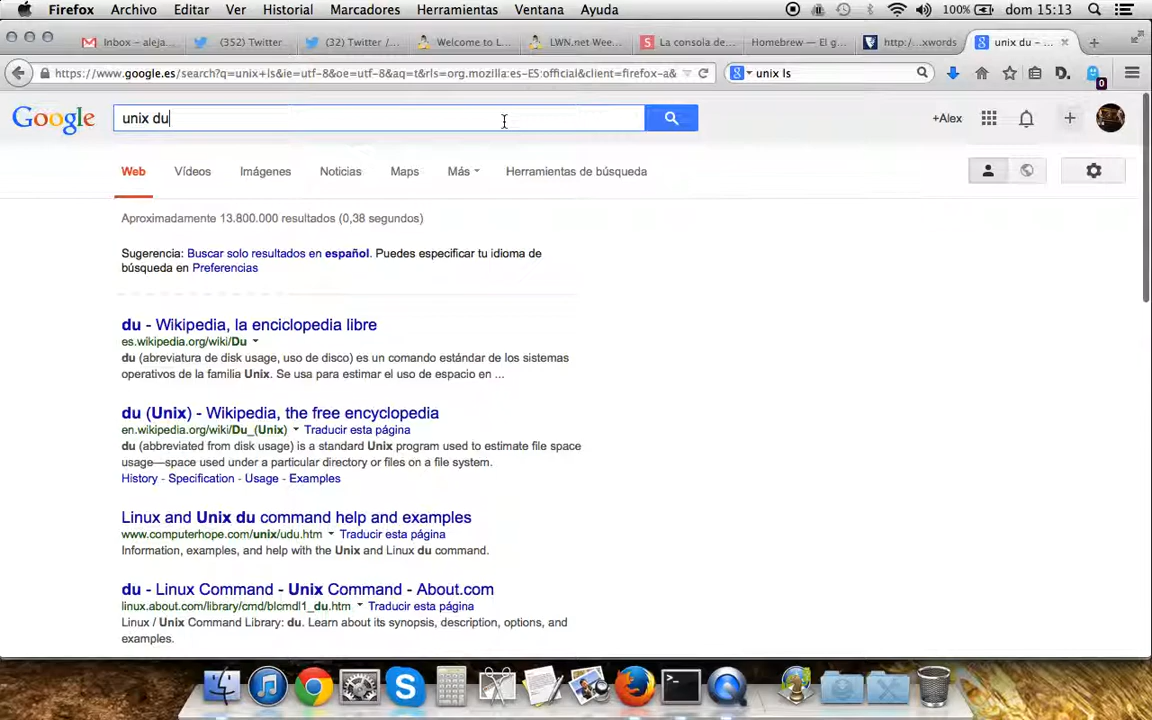 Firefox Archivo Editar Ver Historial Marcadores Herramientas Ventana Ayuda 100% dom 15:13
Inbox - aleja... (352) Twitter (32) Twitter /... Welcome to L... LWN.net Wee... La consola de... Homebrew — El g... http:/...xwords unix du - ...
https://www.google.es/search?q=unix+ls&ie=utf-8&oe=utf-8&aq=t&rls=org.mozilla:es-ES:official&client=firefox-a& unix ls D. 0
Google unix du +Alex
Web Vídeos Imágenes Noticias Maps Más Herramientas de búsqueda
Aproximadamente 13.800.000 resultados (0,38 segundos)
Sugerencia: Buscar solo resultados en español. Puedes especificar tu idioma de
búsqueda en Preferencias
du - Wikipedia, la enciclopedia libre
es.wikipedia.org/wiki/Du
du (abreviatura de disk usage, uso de disco) es un comando estándar de los sistemas
operativos de la familia Unix. Se usa para estimar el uso de espacio en ...
du (Unix) - Wikipedia, the free encyclopedia
en.wikipedia.org/wiki/Du_(Unix) Traducir esta página
du (abbreviated from disk usage) is a standard Unix program used to estimate file space
usage—space used under a particular directory or files on a file system.
History - Specification - Usage - Examples
Linux and Unix du command help and examples
www.computerhope.com/unix/udu.htm Traducir esta página
Information, examples, and help with the Unix and Linux du command.
du - Linux Command - Unix Command - About.com
linux.about.com/library/cmd/blcmdl1_du.htm Traducir esta página
Linux / Unix Command Library: du. Learn about its synopsis, description, options, and
examples.